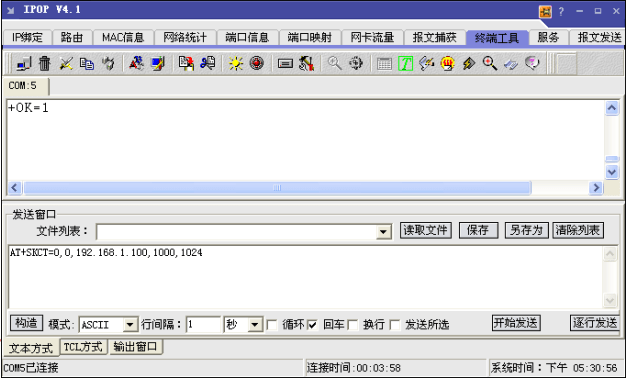 IPOP V4.1
IP绑定 路由 MAC信息 网络统计 端口信息 端口映射 网卡流量 报文捕获 终端工具 服务 报文发送
COM:5
+OK=1
发送窗口
文件列表： 读取文件 保存 另存为 清除列表
AT+SKCT=0,0,192.168.1.100,1000,1024
构造 模式: ASCII 行间隔：1 秒 循环 回车 换行 发送所选 开始发送 逐行发送
文本方式 TCL方式 输出窗口
COM5已连接 连接时间:00:03:58 系统时间：下午 05:30:56